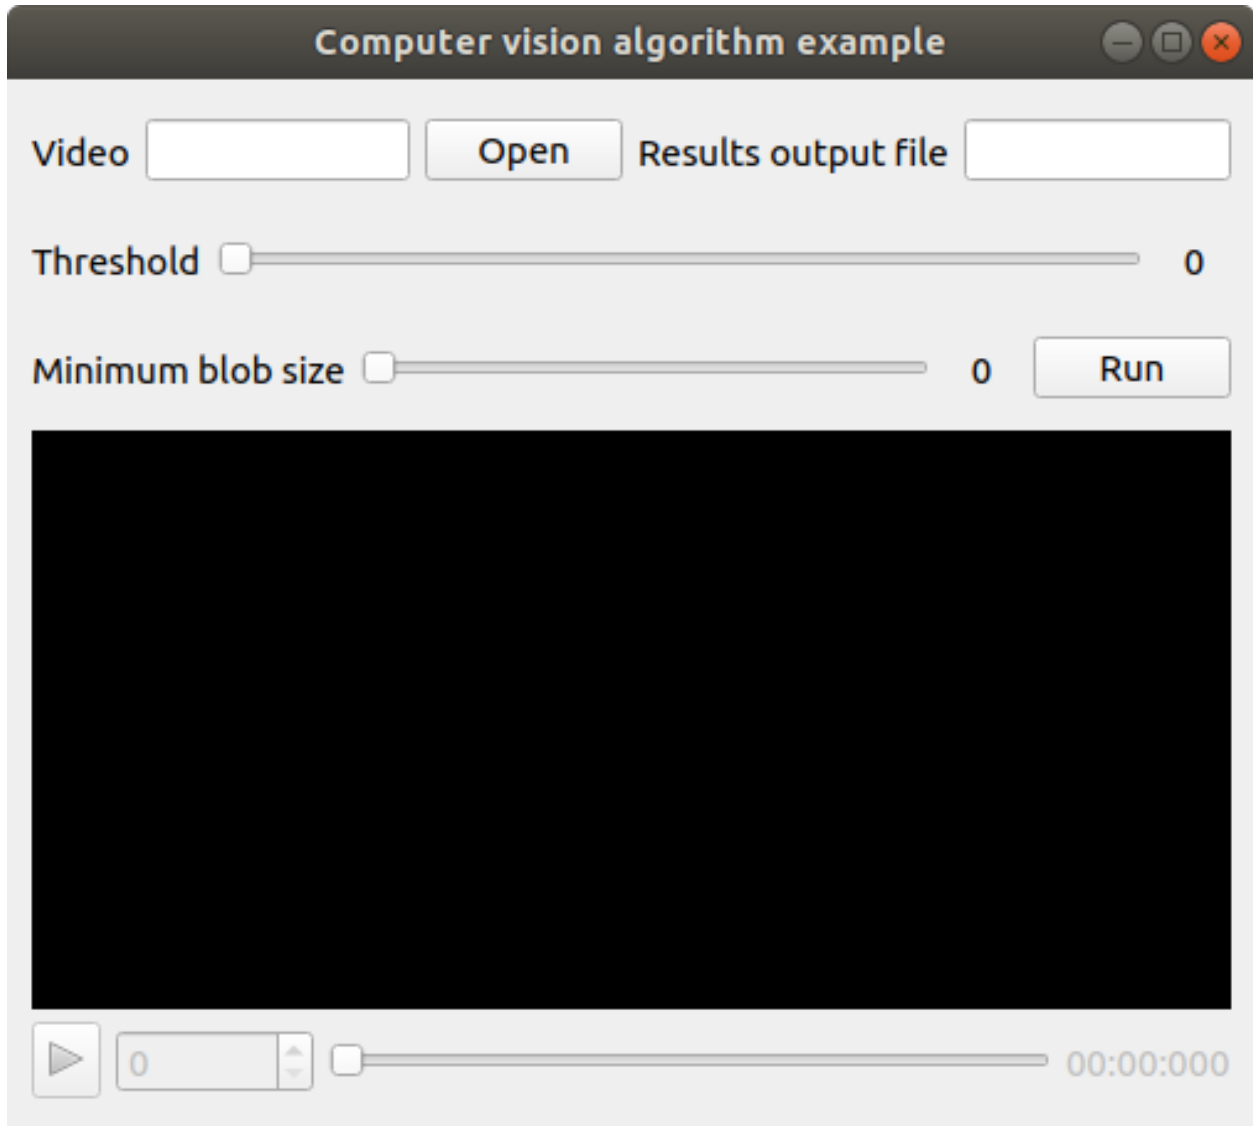 Computer vision algorithm example
Video Open Results output file
Threshold 0
Minimum blob size 0 Run
0 00:00:000